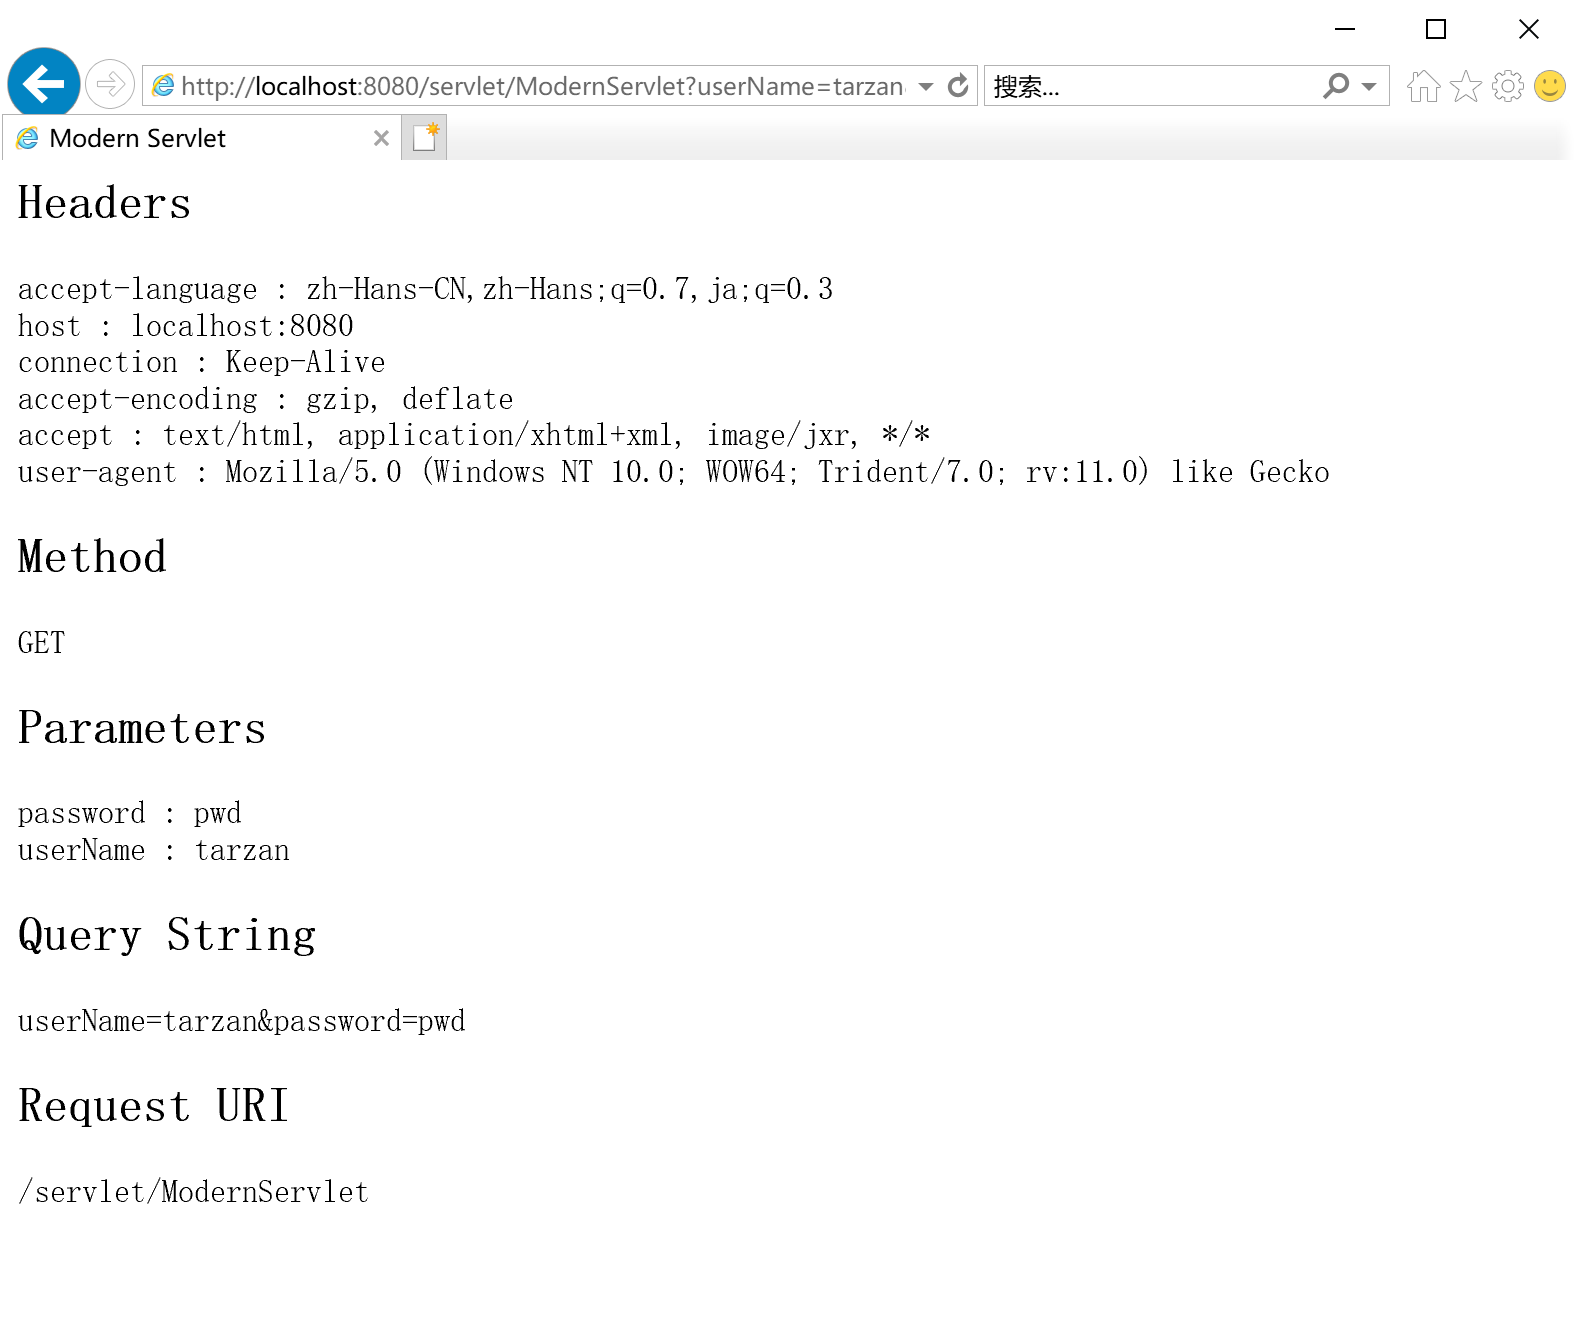 http://localhost:8080/servlet/ModernServlet?userName=tarzan
搜索...
Modern Servlet
Headers
accept-language : zh-Hans-CN,zh-Hans;q=0.7,ja;q=0.3
host : localhost:8080
connection : Keep-Alive
accept-encoding : gzip, deflate
accept : text/html, application/xhtml+xml, image/jxr, */*
user-agent : Mozilla/5.0 (Windows NT 10.0; WOW64; Trident/7.0; rv:11.0) like Gecko
Method
GET
Parameters
password : pwd
userName : tarzan
Query String
userName=tarzan&password=pwd
Request URI
/servlet/ModernServlet